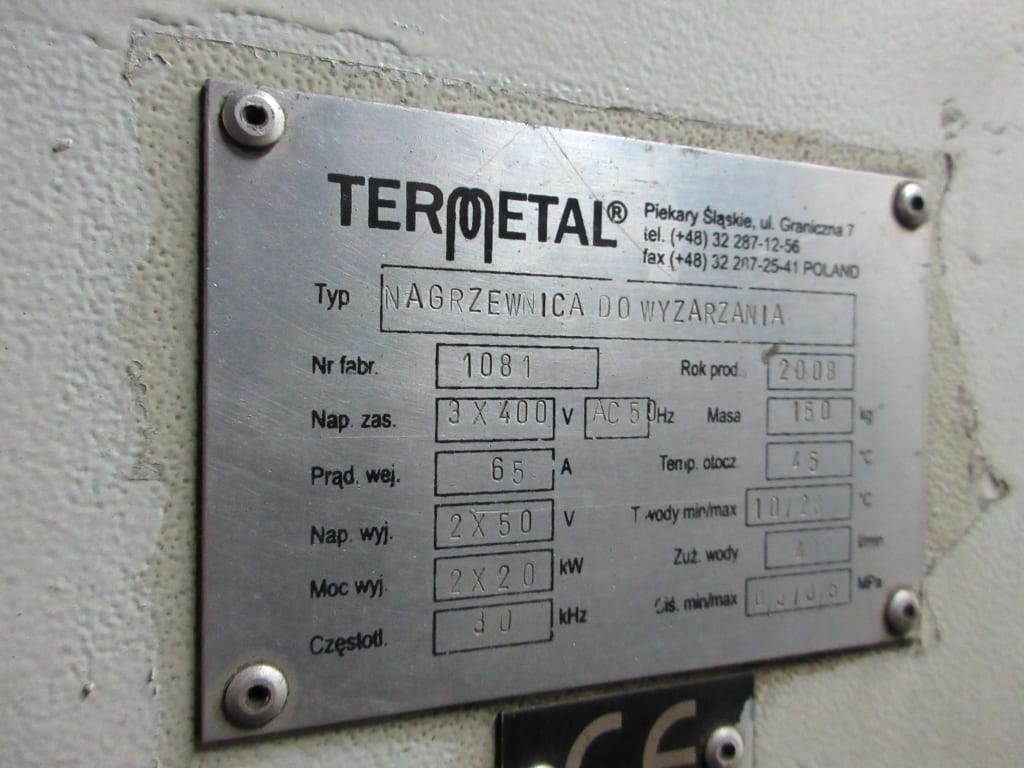 TERMETAL®
Piekary Śląskie, ul. Graniczna 7
tel. (+48) 32 287-12-56
fax (+48) 32 287-25-41 POLAND
Typ NAGRZEWNICA DO WYZARZANIA
Nr fabr. 1081 Rok prod. 2008
Nap. zas. 3 X 400 V AC 50 Hz Masa 150 kg
Prąd. wej. 65 A Temp. otocz. 45 °C
Nap. wyj. 2 X 50 V T wody min/max °C
Moc wyj. 2 X 20 kW Zuż. wody l/min
Częstotl. 30 kHz Ciś. min/max MPa
CE